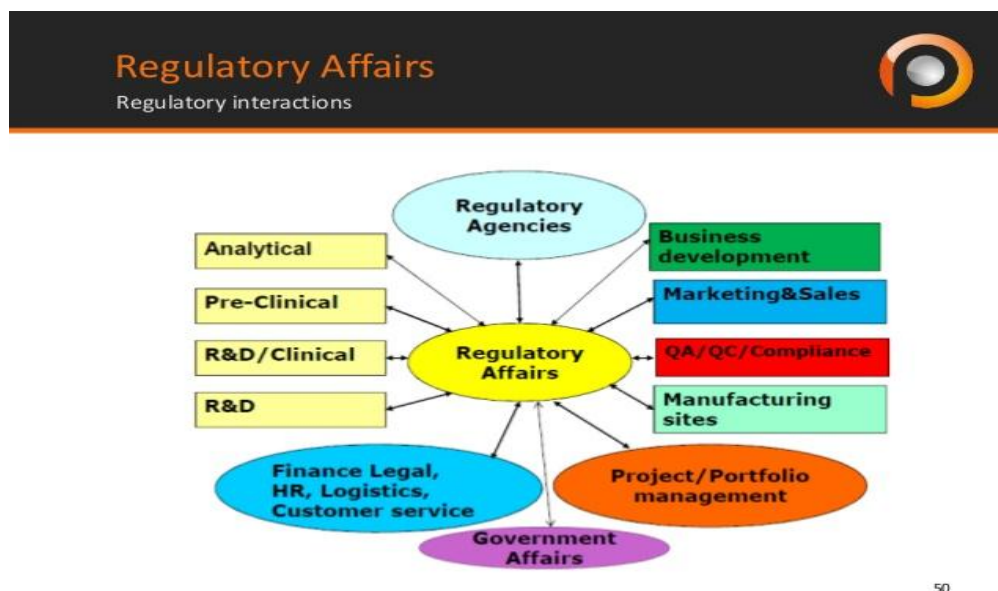 Regulatory Affairs
Regulatory interactions
Regulatory
Agencies
Analytical
Business
development
Pre-Clinical
Marketing&Sales
R&D/Clinical
Regulatory
Affairs
QA/QC/Compliance
R&D
Manufacturing
sites
Finance Legal,
HR, Logistics,
Customer service
Project/Portfolio
management
Government
Affairs
50